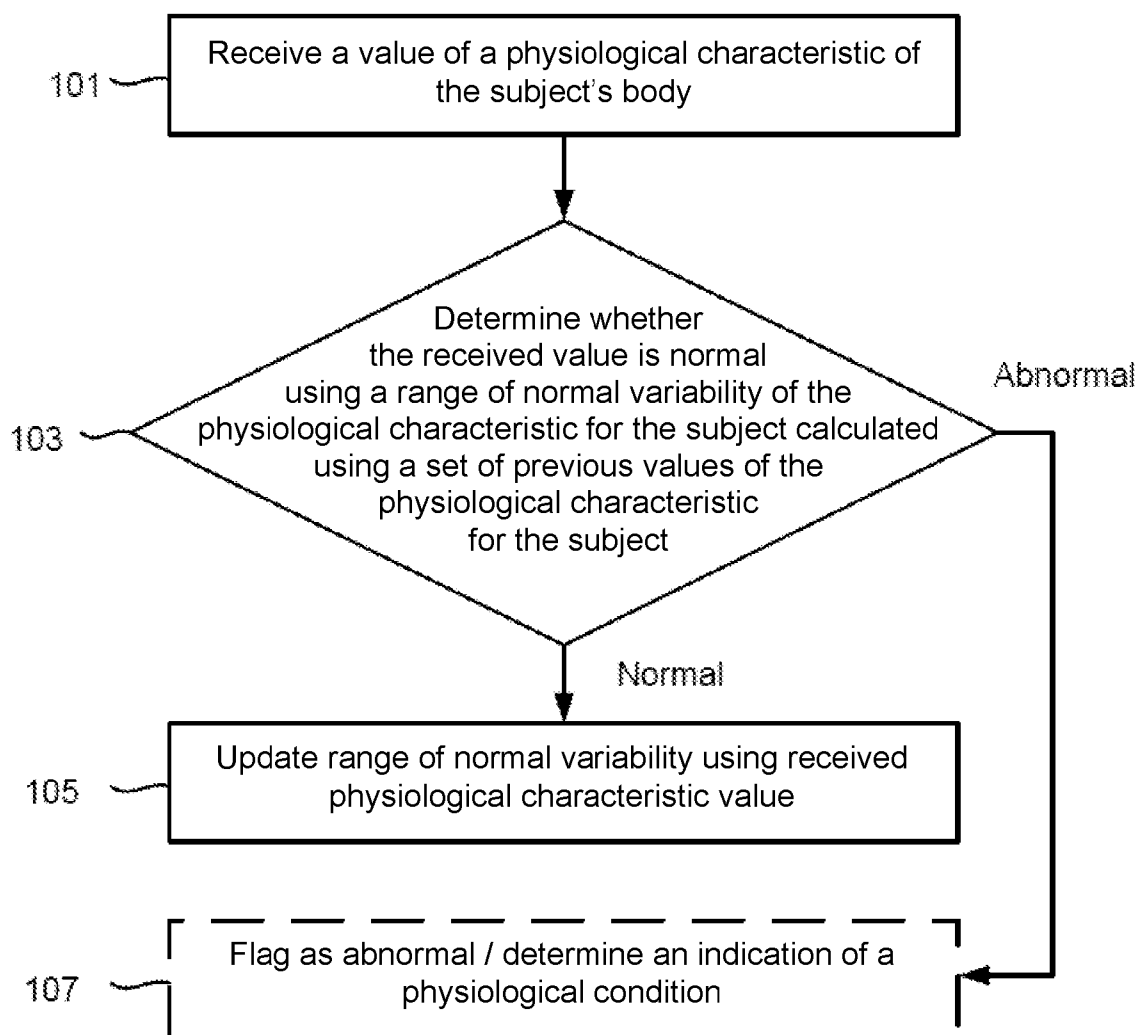 Receive a value of a physiological characteristic of
the subject's body
101
Determine whether
the received value is normal
using a range of normal variability of the
physiological characteristic for the subject calculated
using a set of previous values of the
physiological characteristic
for the subject
103
Abnormal
Normal
Update range of normal variability using received
physiological characteristic value
105
Flag as abnormal / determine an indication of a
physiological condition
107